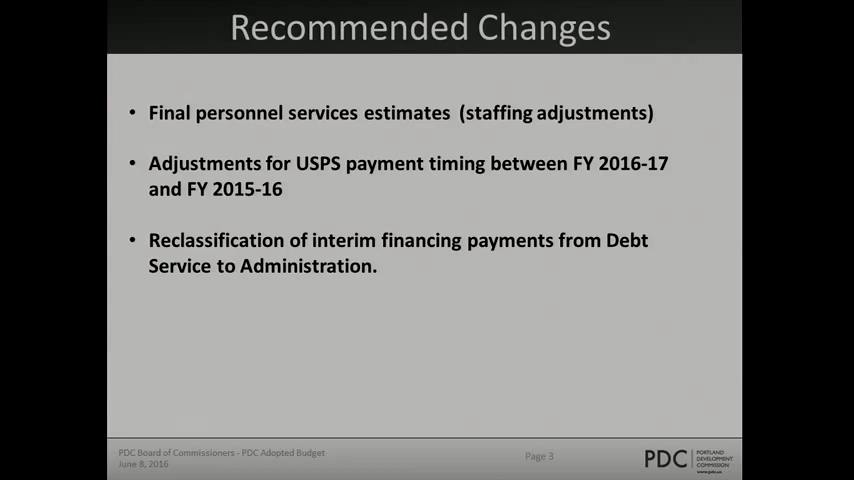 Recommended Changes
• Final personnel services estimates (staffing adjustments)
• Adjustments for USPS payment timing between FY 2016-17
and FY 2015-16
• Reclassification of interim financing payments from Debt
Service to Administration.
PDC Board of Commissioners - PDC Adopted Budget
June 8, 2016
Page 3
PDC
PORTLAND
DEVELOPMENT
COMMISSION
www.pdc.us